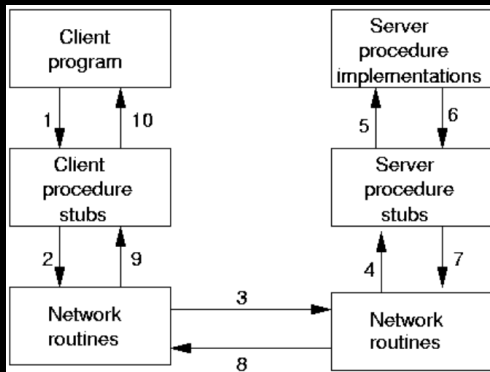 Client
program
Server
procedure
implementations
1
10
5
6
Client
procedure
stubs
Server
procedure
stubs
2
9
4
7
Network
routines
3
8
Network
routines